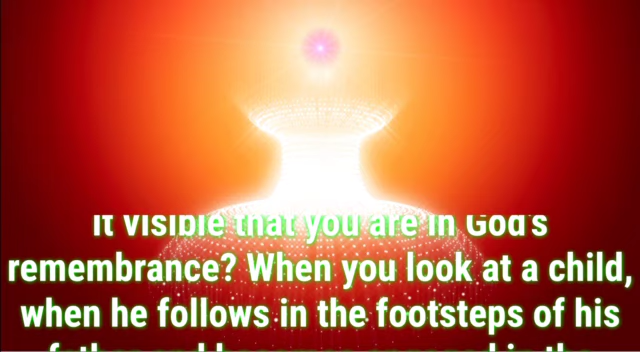 It visible that you are in God's
remembrance? When you look at a child,
when he follows in the footsteps of his